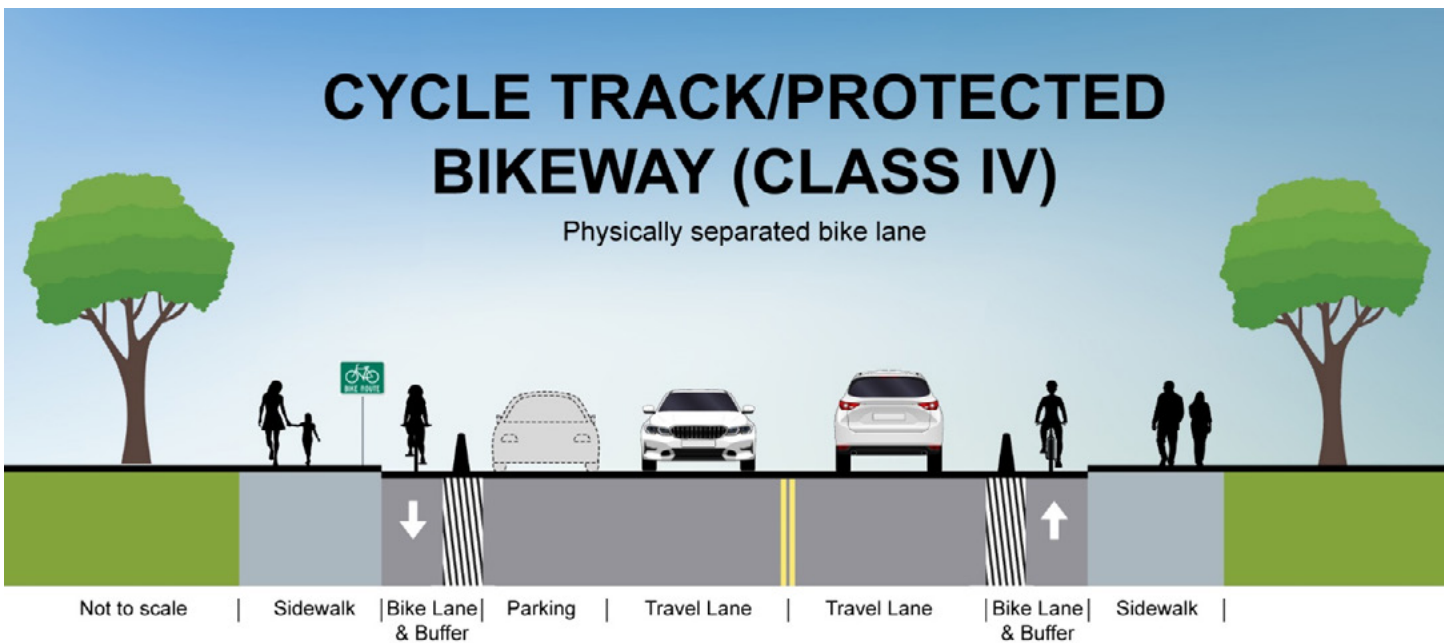 CYCLE TRACK/PROTECTED
BIKEWAY (CLASS IV)
Physically separated bike lane
BIKE ROUTE
Not to scale | Sidewalk | Bike Lane | Parking | Travel Lane | Travel Lane | Bike Lane | Sidewalk |
& Buffer & Buffer